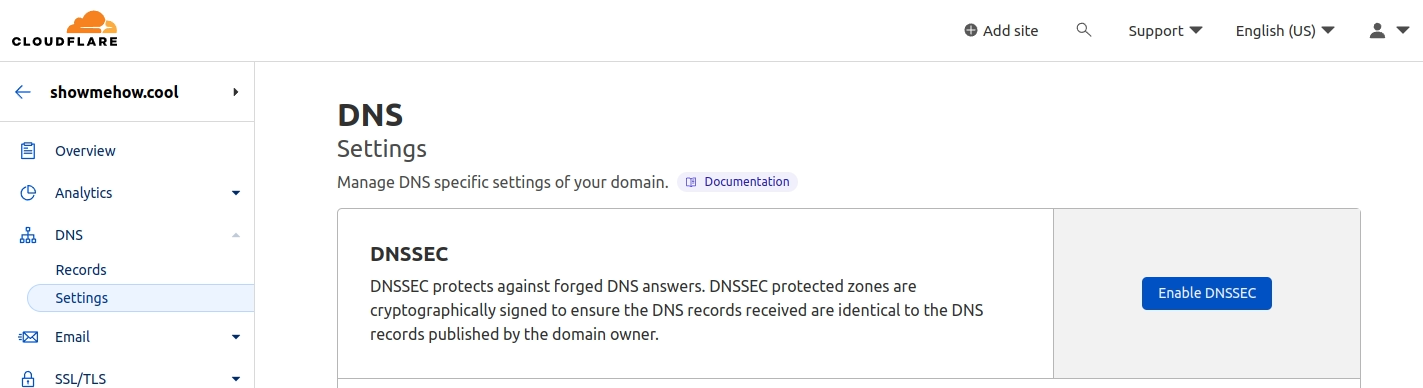 CLOUDFLARE
Add site
Support
English (US)
showmehow.cool
Overview
Analytics
DNS
Records
Settings
Email
SSL/TLS
DNS
Settings
Manage DNS specific settings of your domain. Documentation
DNSSEC
DNSSEC protects against forged DNS answers. DNSSEC protected zones are
cryptographically signed to ensure the DNS records received are identical to the DNS
records published by the domain owner.
Enable DNSSEC